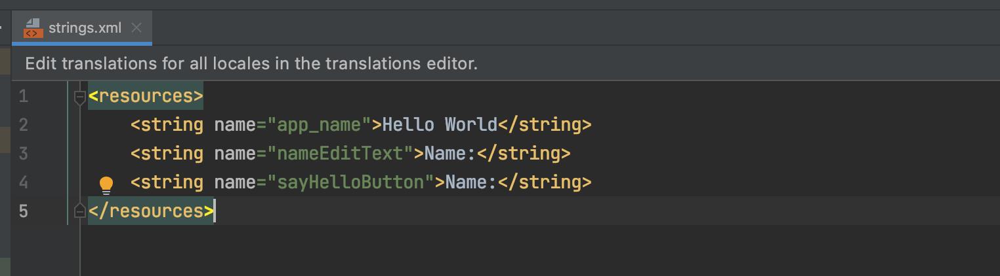 strings.xml
Edit translations for all locales in the translations editor.
1 <resources>
2     <string name="app_name">Hello World</string>
3     <string name="nameEditText">Name:</string>
4     <string name="sayHelloButton">Name:</string>
5 </resources>